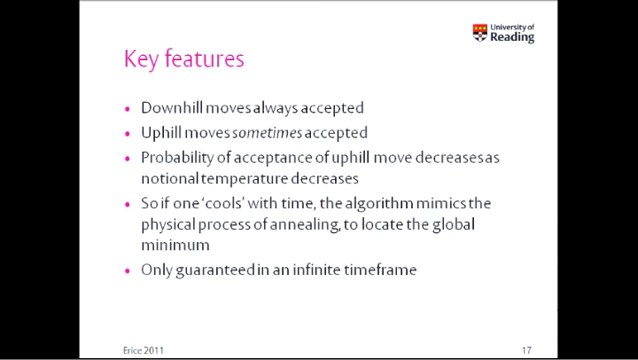 University of
Reading
Key features
• Downhill moves always accepted
• Uphill moves sometimes accepted
• Probability of acceptance of uphill move decreases as
notional temperature decreases
• So if one ‘cools’ with time, the algorithm mimics the
physical process of annealing, to locate the global
minimum
• Only guaranteed in an infinite timeframe
Erice 2011
17